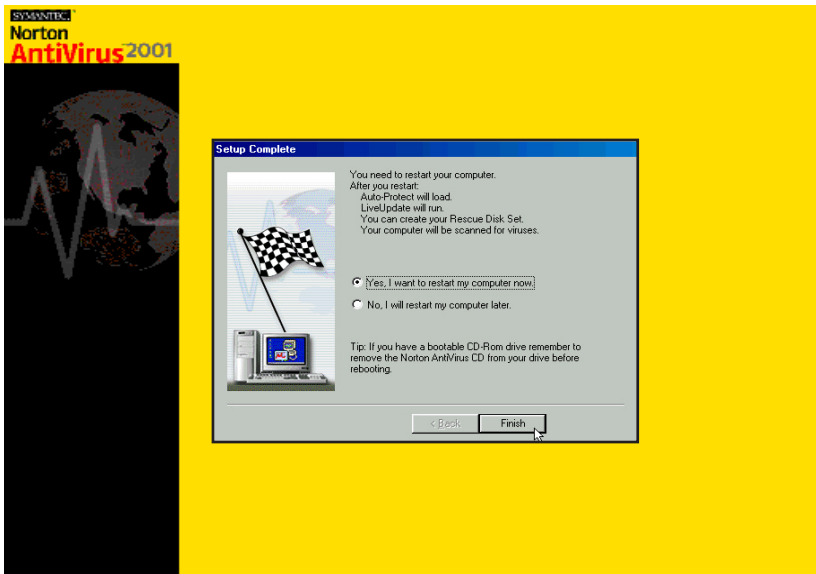 SYMANTEC.
Norton
AntiVirus 2001
Setup Complete
You need to restart your computer.
After you restart:
Auto-Protect will load.
LiveUpdate will run.
You can create your Rescue Disk Set.
Your computer will be scanned for viruses.
Yes, I want to restart my computer now.
No, I will restart my computer later.
Tip: If you have a bootable CD-Rom drive remember to
remove the Norton AntiVirus CD from your drive before
rebooting.
< Back Finish